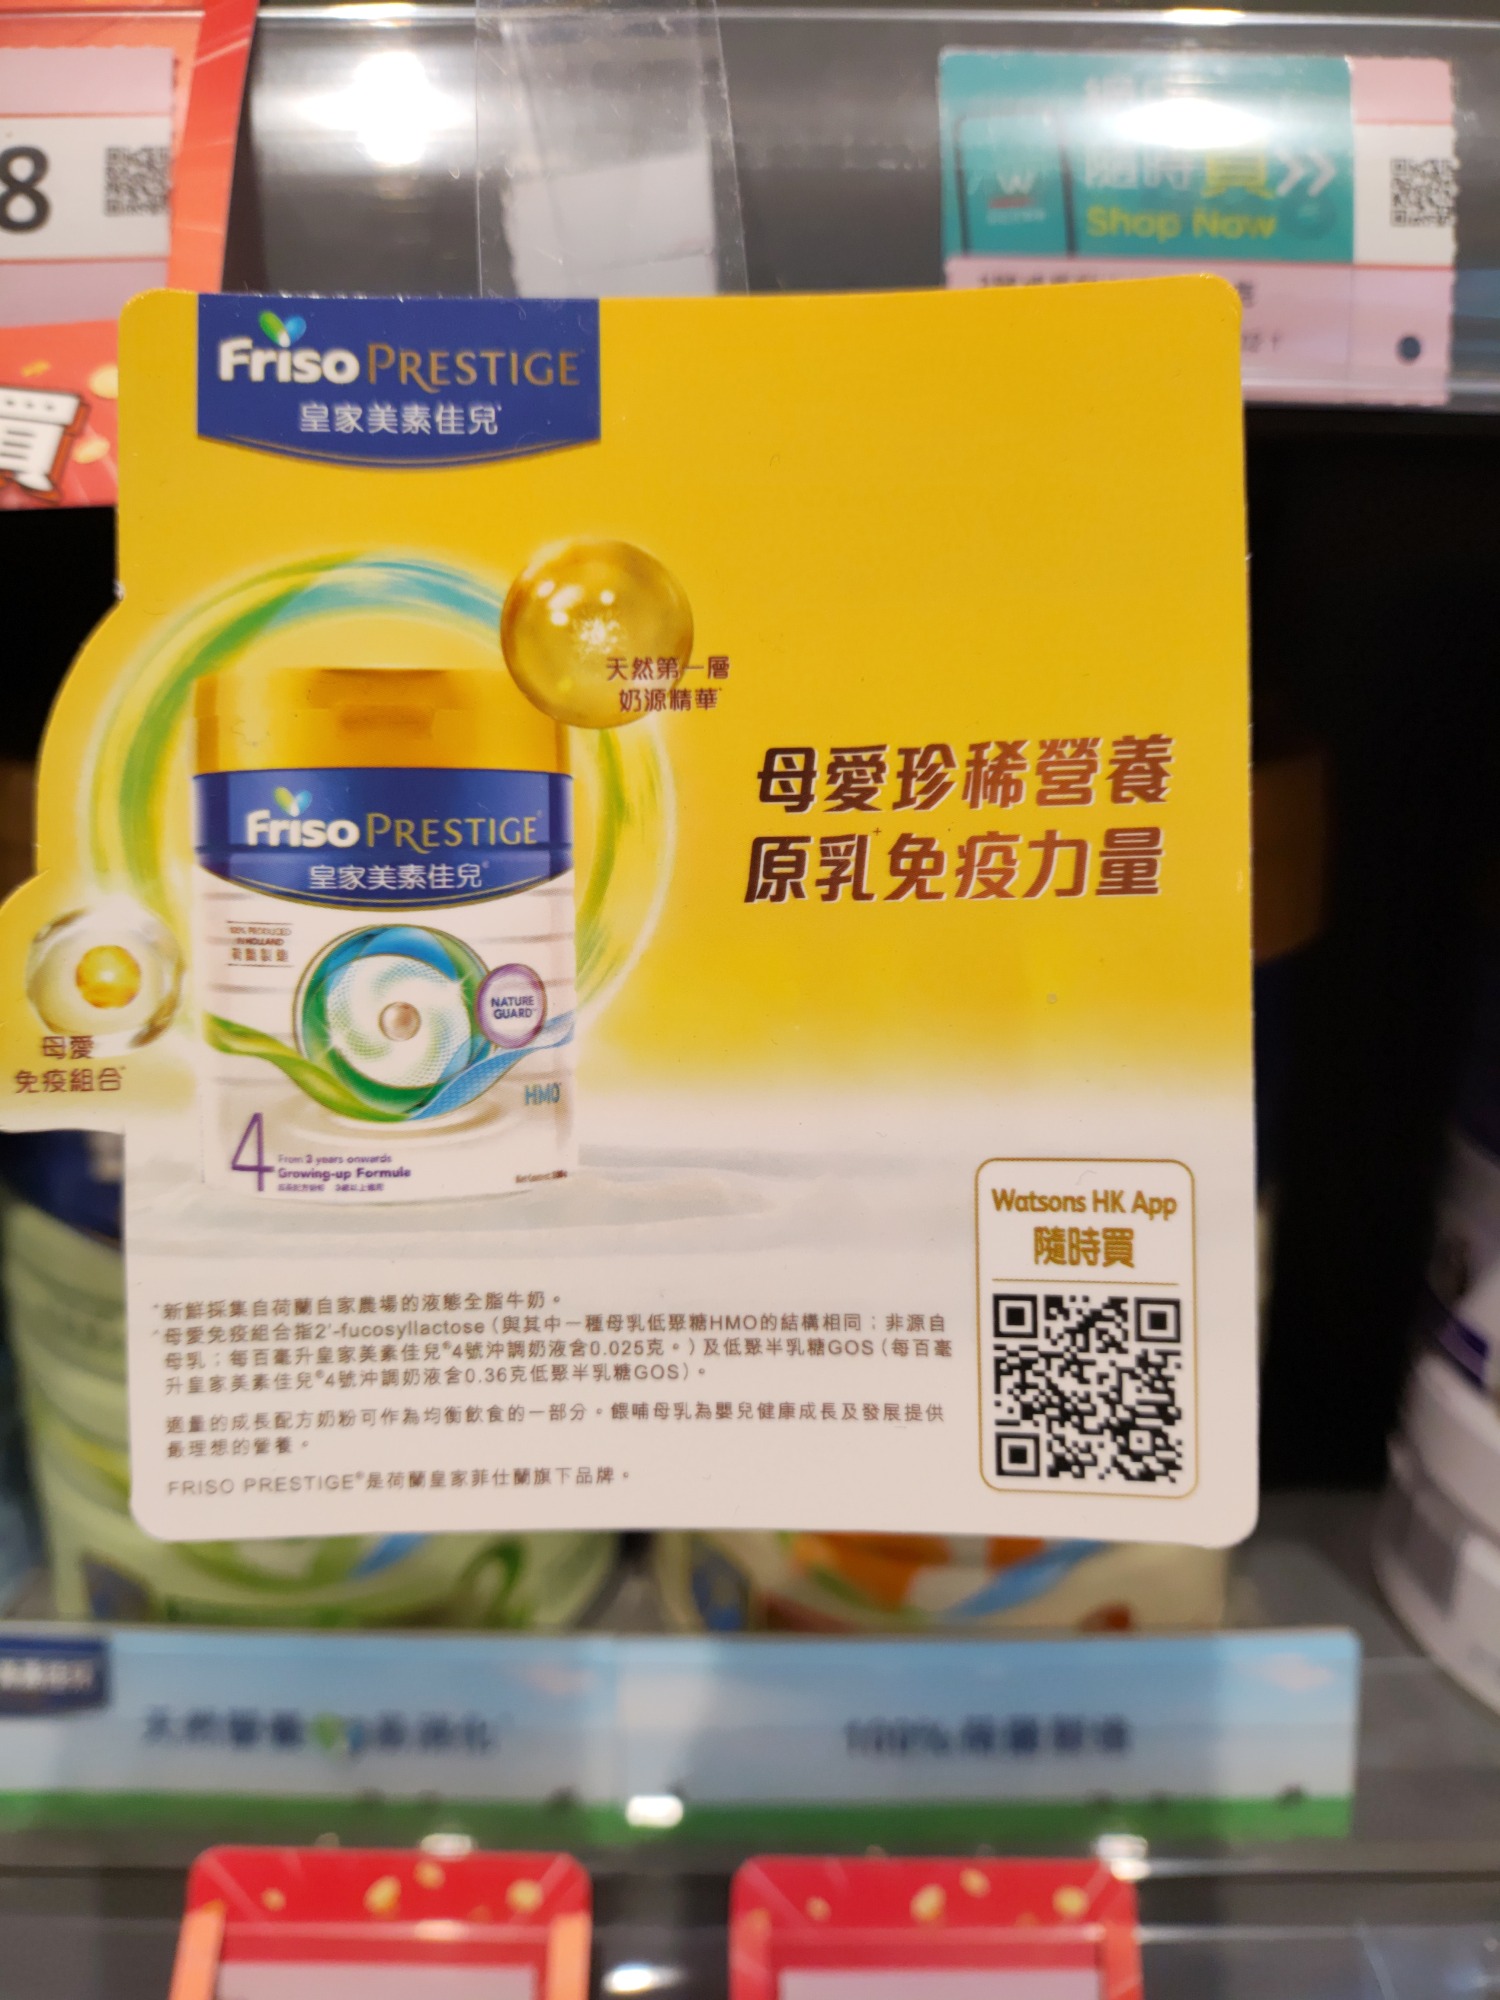 8
買
隨時買
Shop Now
Friso PRESTIGE
皇家美素佳兒
天然第一層
奶源精華
Friso PRESTIGE
皇家美素佳兒
100% PRODUCED
IN HOLLAND
荷蘭製造
NATURE
GUARD
HMO
4
From 3 years onwards
Growing-up Formule
母愛
免疫組合
母愛珍稀營養
原乳⁺免疫力量
Watsons HK App
隨時買
⁺新鮮採集自荷蘭自家農場的液態全脂牛奶。
^母愛免疫組合指2'-fucosyllactose（與其中一種母乳低聚糖HMO的結構相同；非源自
母乳；每百毫升皇家美素佳兒®4號沖調奶液含0.025克。）及低聚半乳糖GOS（每百毫
升皇家美素佳兒®4號沖調奶液含0.36克低聚半乳糖GOS）。
適量的成長配方奶粉可作為均衡飲食的一部分。餵哺母乳為嬰兒健康成長及發展提供
最理想的營養。
FRISO PRESTIGE®是荷蘭皇家菲仕蘭旗下品牌。